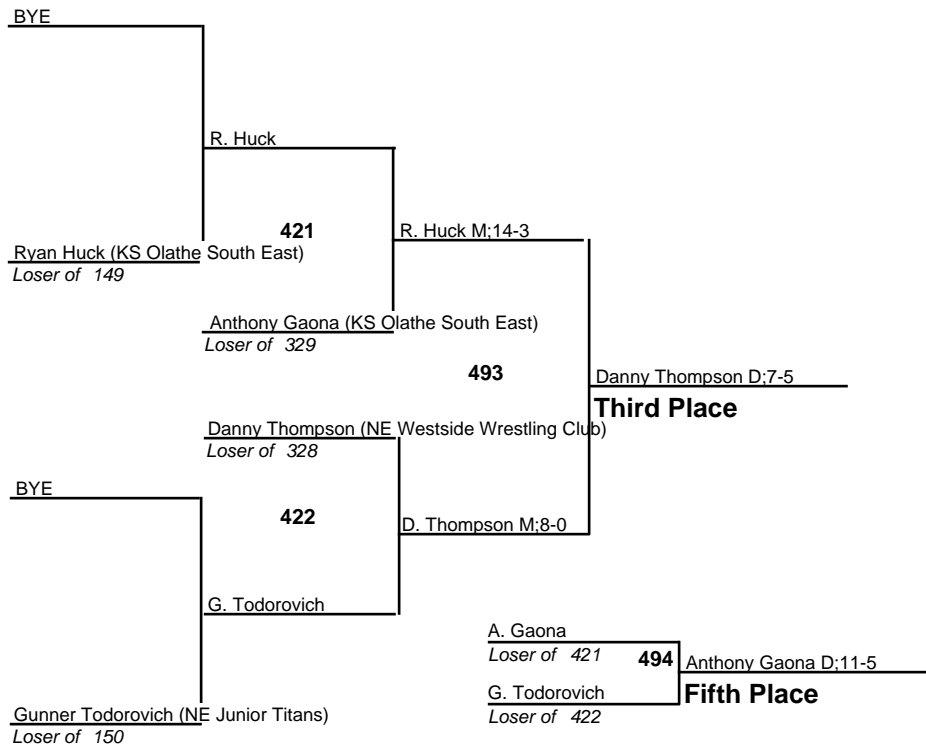 BYE
R. Huck
421
R. Huck M;14-3
Ryan Huck (KS Olathe South East)
Loser of 149
Anthony Gaona (KS Olathe South East)
Loser of 329
493
Danny Thompson D;7-5
Third Place
Danny Thompson (NE Westside Wrestling Club)
Loser of 328
BYE
422
D. Thompson M;8-0
G. Todorovich
A. Gaona
Loser of 421
494
Anthony Gaona D;11-5
Fifth Place
G. Todorovich
Loser of 422
Gunner Todorovich (NE Junior Titans)
Loser of 150